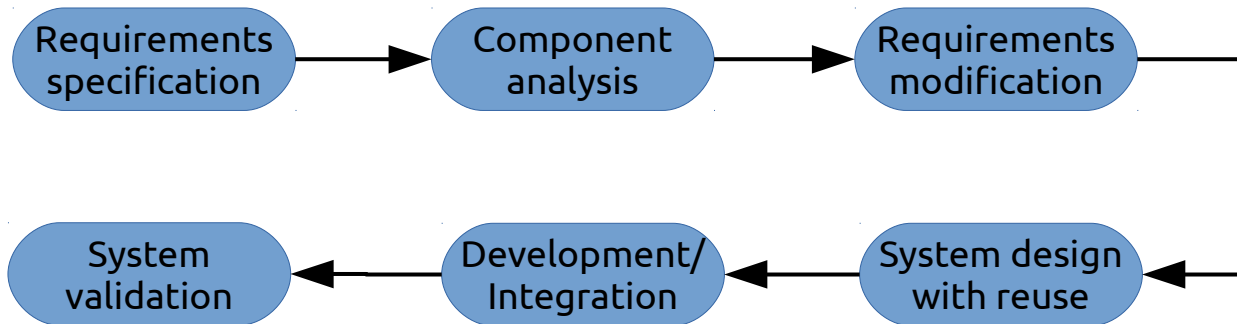 Requirements
specification
Component
analysis
Requirements
modification
System
validation
Development/
Integration
System design
with reuse